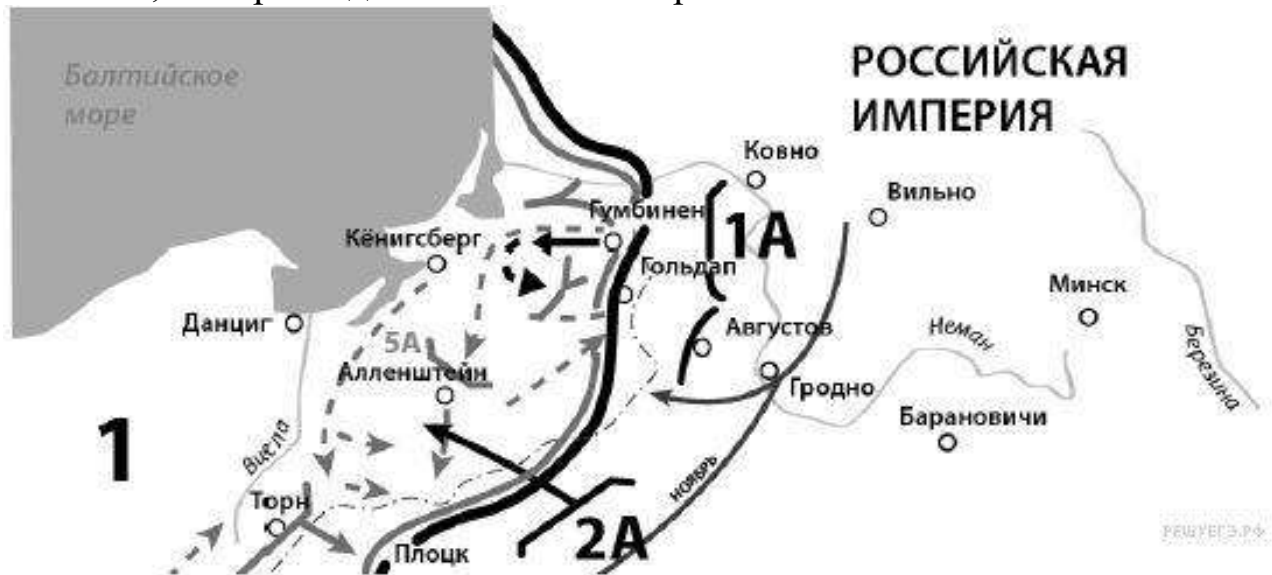 Балтийское
море
РОССИЙСКАЯ
ИМПЕРИЯ
Ковно
Вильно
Гумбинен
1А
Кёнигсберг
Гольдап
Минск
Данциг
Августов
Неман
Березина
5А
Алленштейн
Гродно
Барановичи
1
Висла
ноябрь
Торн
2А
Плоцк
РЕШУЕГЭ.РФ